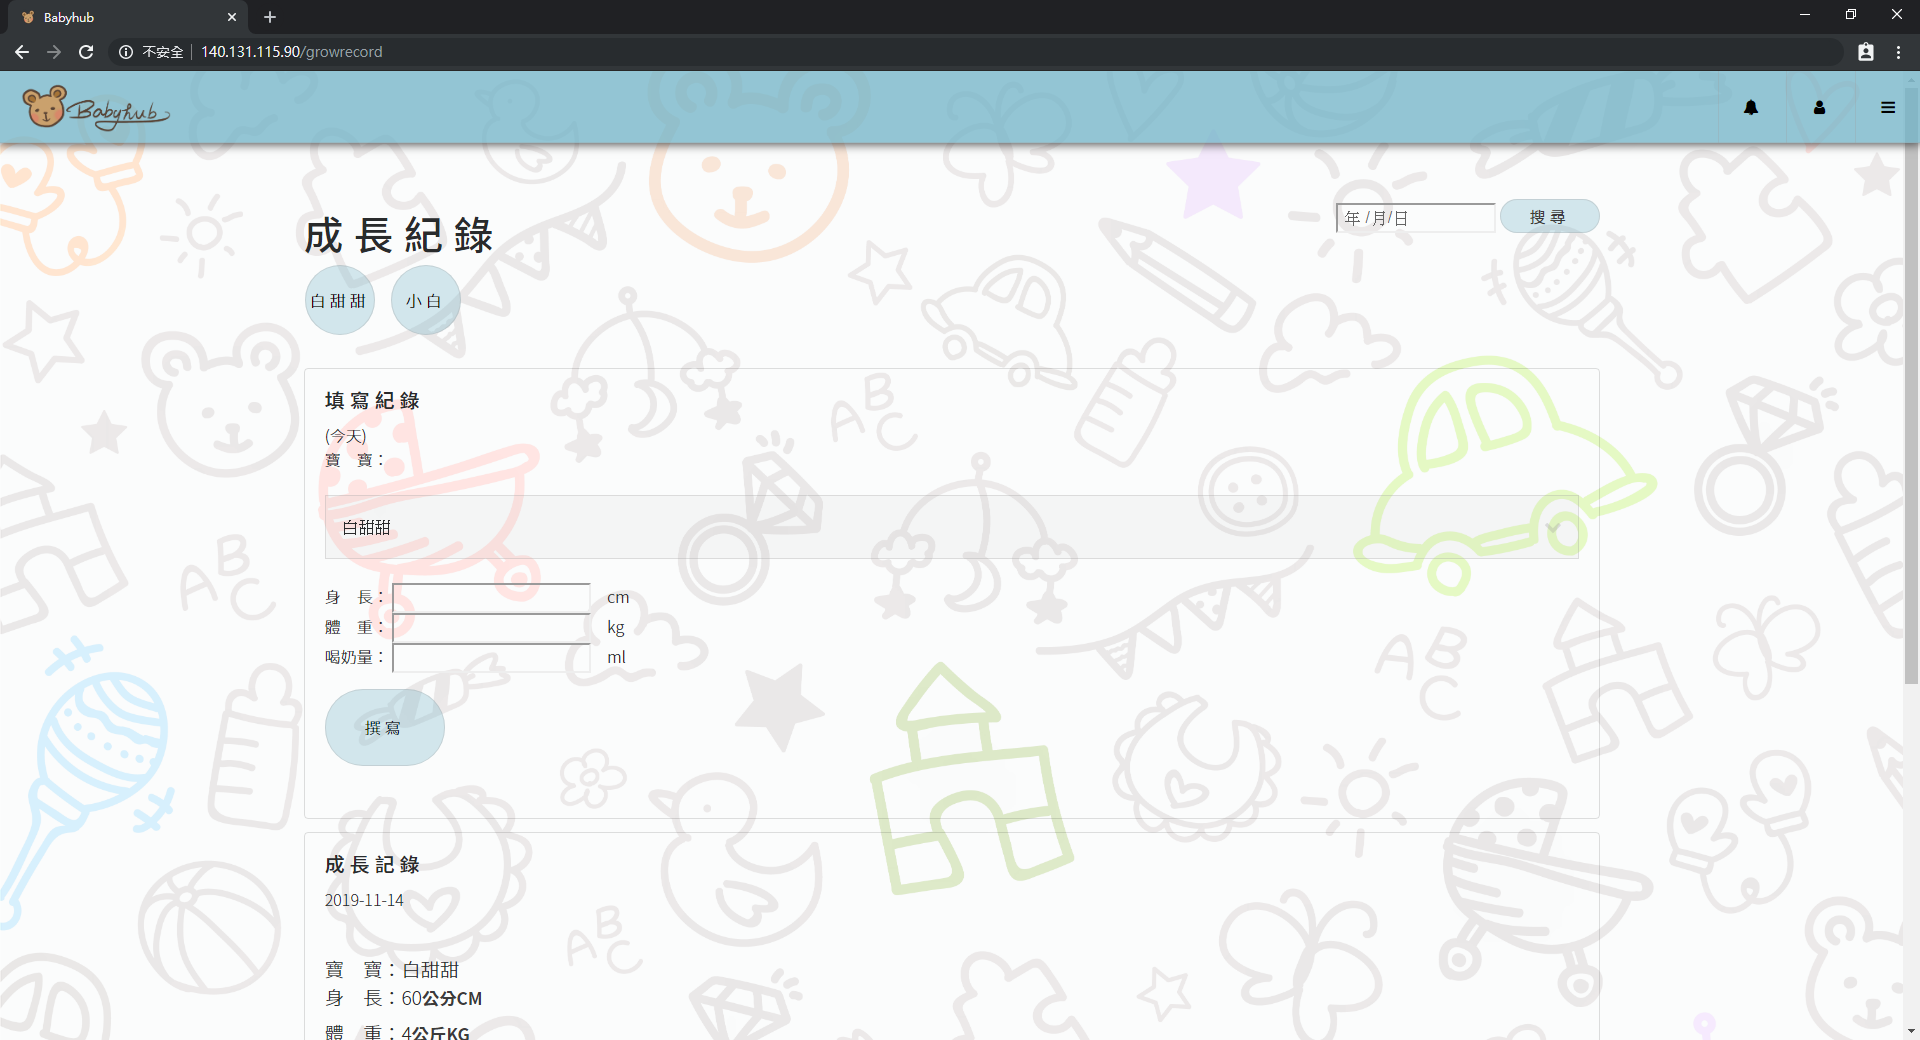 Babyhub
不安全
140.131.115.90/growrecord
Babyhub
成長紀錄
年 /月/日
搜尋
白甜甜
小白
填寫紀錄
(今天)
寶　寶：
白甜甜
身　長： cm
體　重： kg
喝奶量： ml
撰寫
成長記錄
2019-11-14
寶　寶：白甜甜
身　長：60公分CM
體　重：4公斤KG
A B C
A B C
A B C
A B C